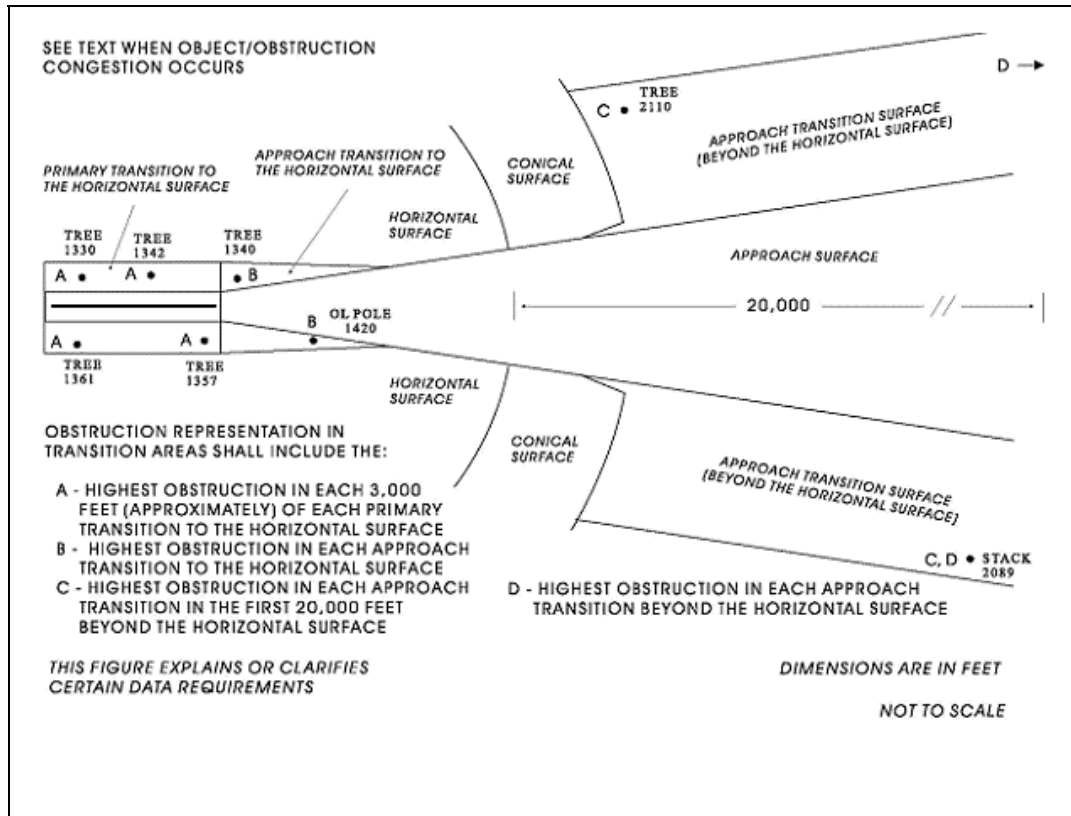 SEE TEXT WHEN OBJECT/OBSTRUCTION
CONGESTION OCCURS
D
C
TREE
2110
APPROACH TRANSITION SURFACE
(BEYOND THE HORIZONTAL SURFACE)
PRIMARY TRANSITION TO
THE HORIZONTAL SURFACE
APPROACH TRANSITION TO
THE HORIZONTAL SURFACE
CONICAL
SURFACE
HORIZONTAL
SURFACE
TREE
1330
TREE
1342
TREE
1340
A
A
B
APPROACH SURFACE
20,000
B
OL POLE
1420
A
A
TREE
1361
TREE
1357
HORIZONTAL
SURFACE
CONICAL
SURFACE
APPROACH TRANSITION SURFACE
(BEYOND THE HORIZONTAL SURFACE)
C, D
STACK
2089
OBSTRUCTION REPRESENTATION IN
TRANSITION AREAS SHALL INCLUDE THE:
A - HIGHEST OBSTRUCTION IN EACH 3,000
FEET (APPROXIMATELY) OF EACH PRIMARY
TRANSITION TO THE HORIZONTAL SURFACE
B - HIGHEST OBSTRUCTION IN EACH APPROACH
TRANSITION TO THE HORIZONTAL SURFACE
C - HIGHEST OBSTRUCTION IN EACH APPROACH
TRANSITION IN THE FIRST 20,000 FEET
BEYOND THE HORIZONTAL SURFACE
D - HIGHEST OBSTRUCTION IN EACH APPROACH
TRANSITION BEYOND THE HORIZONTAL SURFACE
THIS FIGURE EXPLAINS OR CLARIFIES
CERTAIN DATA REQUIREMENTS
DIMENSIONS ARE IN FEET
NOT TO SCALE